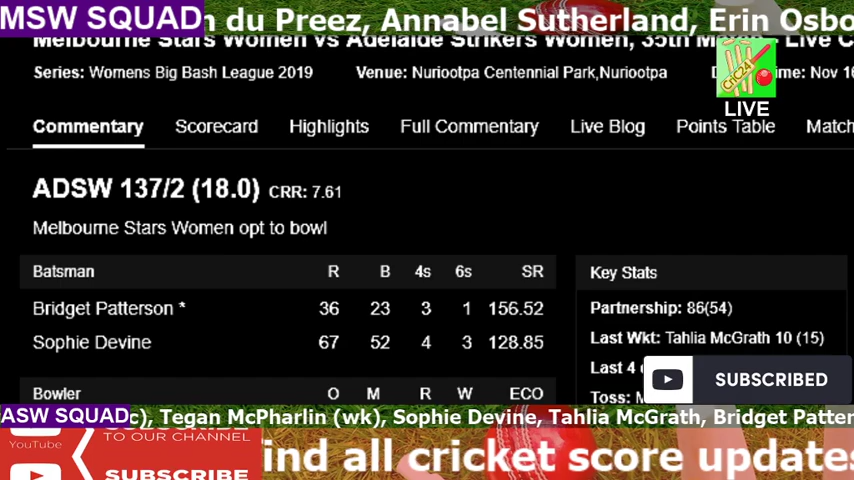 MSW SQUAD du Preez, Annabel Sutherland, Erin Osbo
Melbourne Stars Women vs Adelaide Strikers Women, 35th
Series: Womens Big Bash League 2019 Venue: Nuriootpa Centennial Park,Nuriootpa ime: Nov 16
Cric24
LIVE
Commentary Scorecard Highlights Full Commentary Live Blog Points Table Match
ADSW 137/2 (18.0) CRR: 7.61
Melbourne Stars Women opt to bowl
Batsman R B 4s 6s SR
Bridget Patterson * 36 23 3 1 156.52
Sophie Devine 67 52 4 3 128.85
Key Stats
Partnership: 86(54)
Last Wkt: Tahlia McGrath 10 (15)
Last 4
Toss:
SUBSCRIBED
Bowler O M R W ECO
ASW SQUAD c), Tegan McPharlin (wk), Sophie Devine, Tahlia McGrath, Bridget Patter
YouTube
TO OUR CHANNEL
SUBSCRIBE
ind all cricket score updates